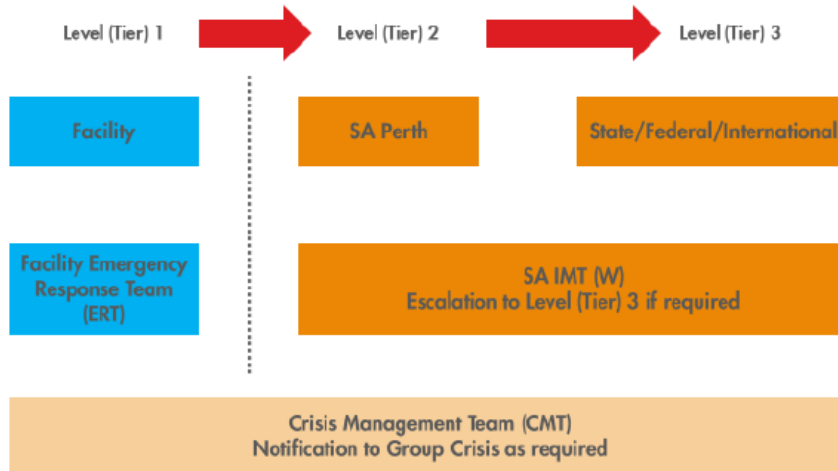 Level (Tier) 1
Level (Tier) 2
Level (Tier) 3
Facility
SA Perth
State/Federal/International
Facility Emergency
Response Team
(ERT)
SA IMT (W)
Escalation to Level (Tier) 3 if required
Crisis Management Team (CMT)
Notification to Group Crisis as required